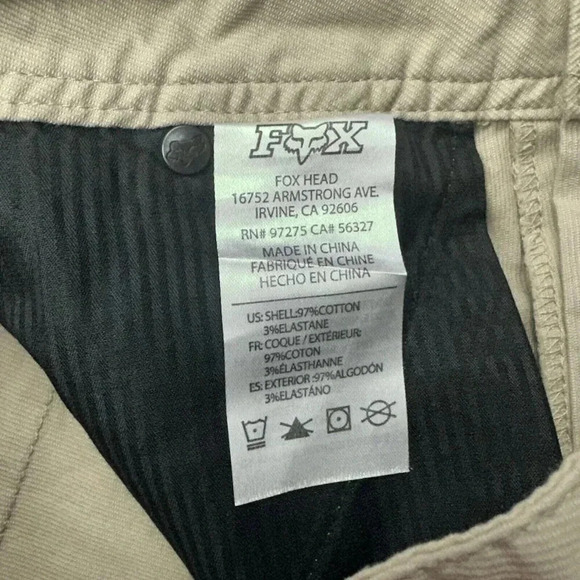 FOX
FOX HEAD
16752 ARMSTRONG AVE.
IRVINE, CA 92606
RN# 97275 CA# 56327
MADE IN CHINA
FABRIQUÉ EN CHINE
HECHO EN CHINA
US: SHELL:97%COTTON
3%ELASTANE
FR: COQUE / EXTÉRIEUR:
97%COTON
3%ÉLASTHANNE
ES: EXTERIOR :97%ALGODÓN
3%ELASTÁNO